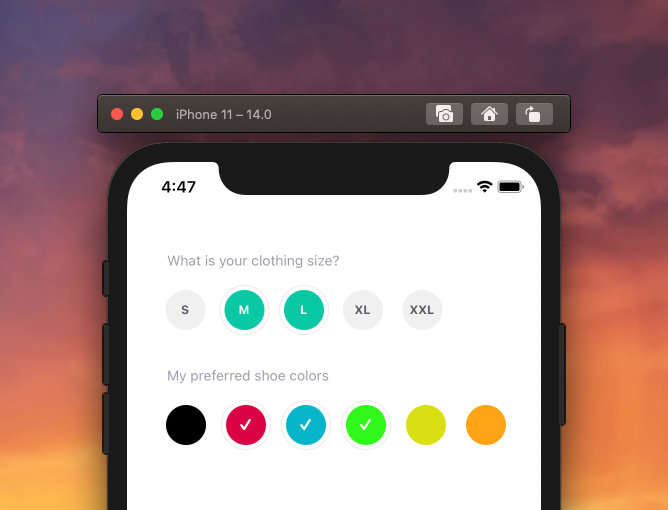 iPhone 11 – 14.0
4:47
What is your clothing size?
S M L XL XXL
My preferred shoe colors